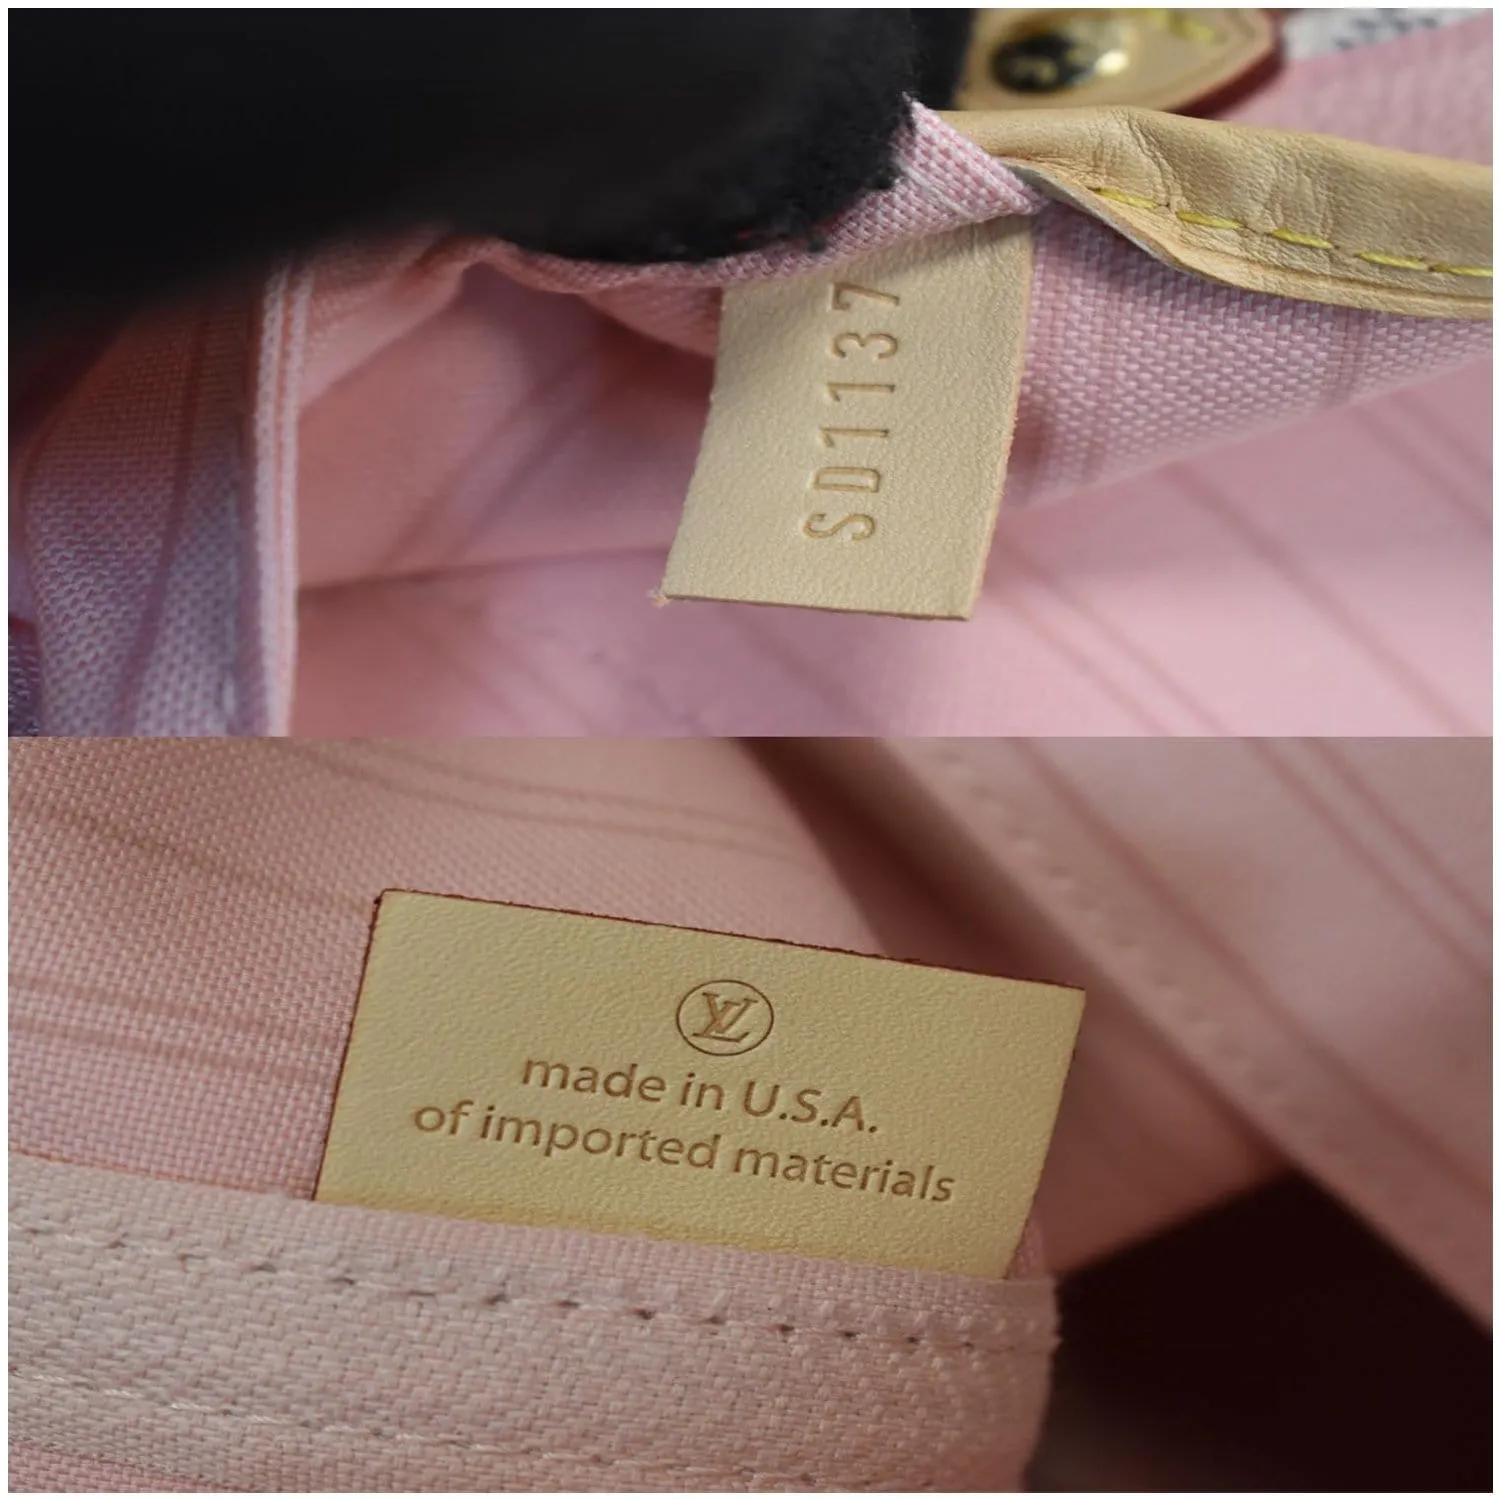 SD1137
LV
made in U.S.A.
of imported materials